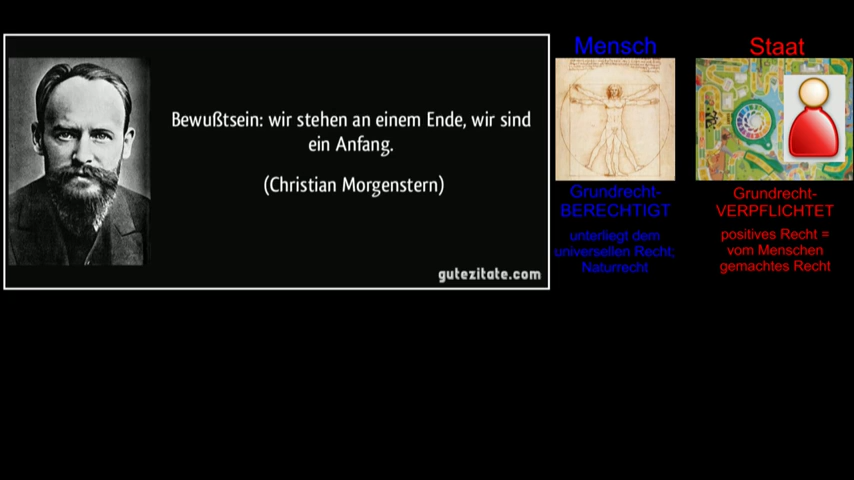 Bewußtsein: wir stehen an einem Ende, wir sind
ein Anfang.
(Christian Morgenstern)
gutezitate.com
Mensch
Grundrecht-
BERECHTIGT
unterliegt dem
universellen Recht;
Naturrecht
Staat
Grundrecht-
VERPFLICHTET
positives Recht =
vom Menschen
gemachtes Recht